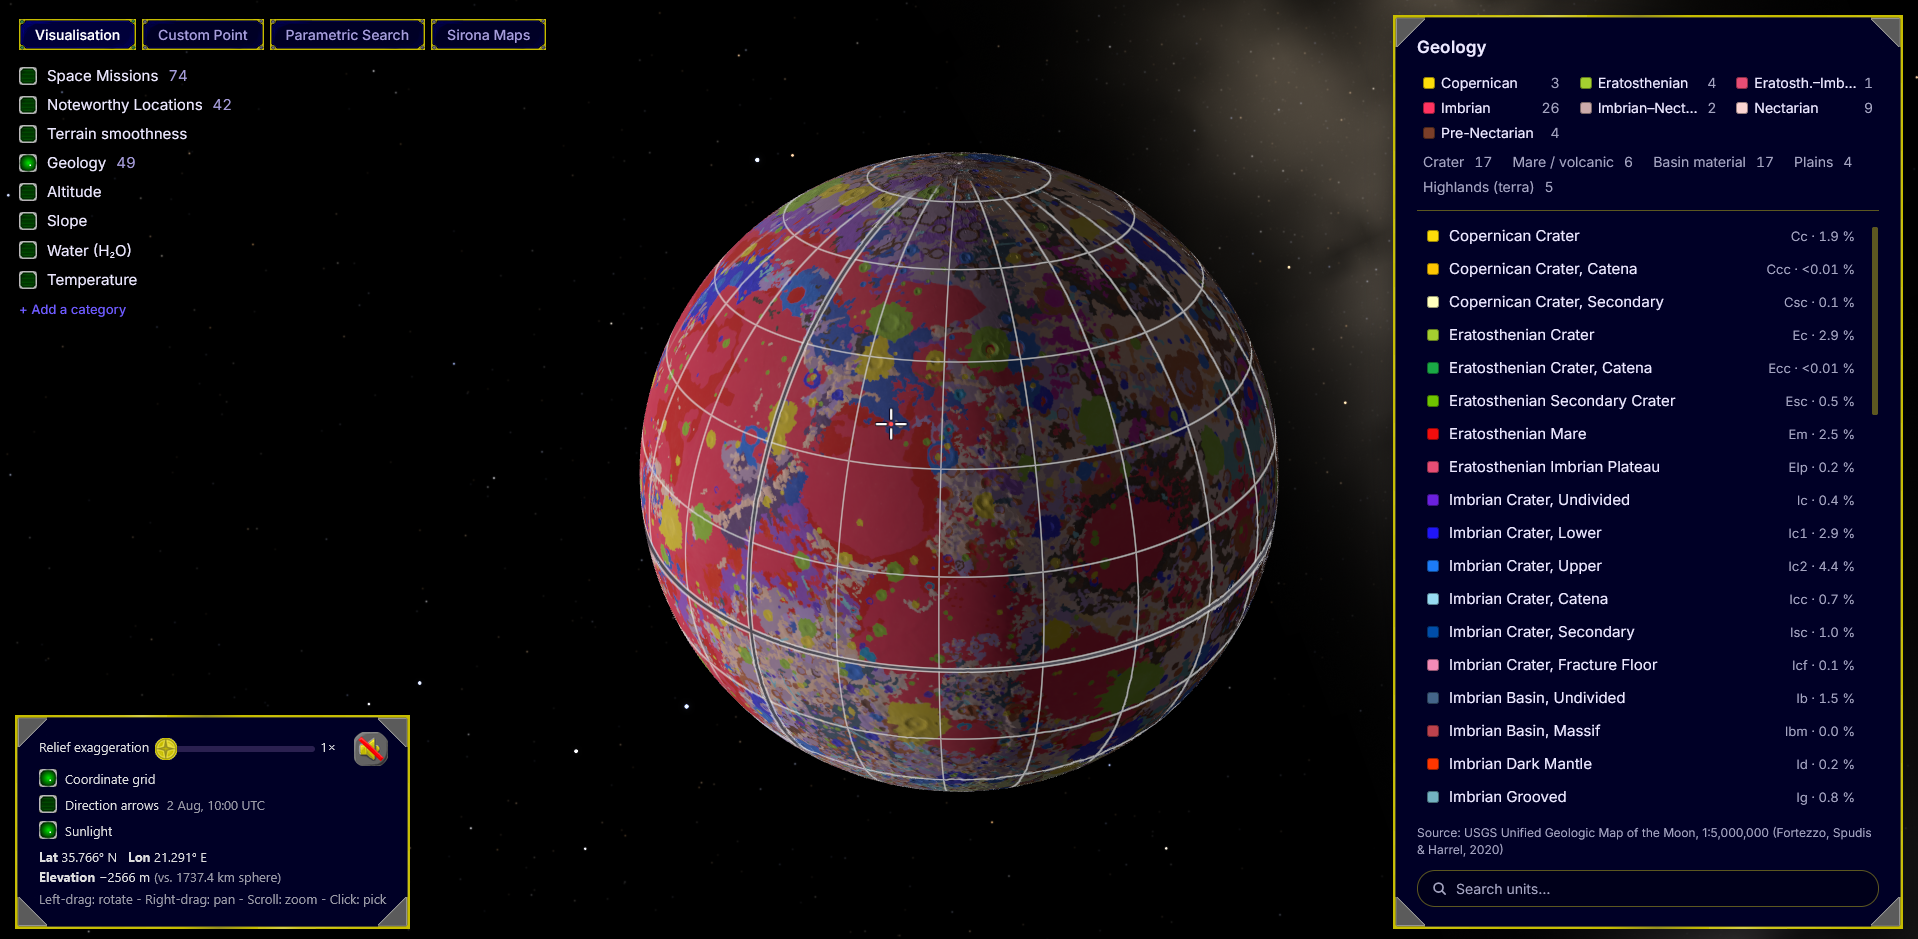 Visualisation Custom Point Parametric Search Sirona Maps
Space Missions 74
Noteworthy Locations 42
Terrain smoothness
Geology 49
Altitude
Slope
Water (H₂O)
Temperature
+ Add a category
Relief exaggeration 1×
Coordinate grid
Direction arrows 2 Aug, 10:00 UTC
Sunlight
Lat 35.766° N Lon 21.291° E
Elevation −2566 m (vs. 1737.4 km sphere)
Left-drag: rotate - Right-drag: pan - Scroll: zoom - Click: pick
Geology
Copernican 3 Eratosthenian 4 Eratosth.–Imb... 1
Imbrian 26 Imbrian–Nect... 2 Nectarian 9
Pre-Nectarian 4
Crater 17 Mare / volcanic 6 Basin material 17 Plains 4
Highlands (terra) 5
Copernican Crater Cc · 1.9 %
Copernican Crater, Catena Ccc · <0.01 %
Copernican Crater, Secondary Csc · 0.1 %
Eratosthenian Crater Ec · 2.9 %
Eratosthenian Crater, Catena Ecc · <0.01 %
Eratosthenian Secondary Crater Esc · 0.5 %
Eratosthenian Mare Em · 2.5 %
Eratosthenian Imbrian Plateau EIp · 0.2 %
Imbrian Crater, Undivided Ic · 0.4 %
Imbrian Crater, Lower Ic1 · 2.9 %
Imbrian Crater, Upper Ic2 · 4.4 %
Imbrian Crater, Catena Icc · 0.7 %
Imbrian Crater, Secondary Isc · 1.0 %
Imbrian Crater, Fracture Floor Icf · 0.1 %
Imbrian Basin, Undivided Ib · 1.5 %
Imbrian Basin, Massif Ibm · 0.0 %
Imbrian Dark Mantle Id · 0.2 %
Imbrian Grooved Ig · 0.8 %
Source: USGS Unified Geologic Map of the Moon, 1:5,000,000 (Fortezzo, Spudis
& Harrel, 2020)
Search units...